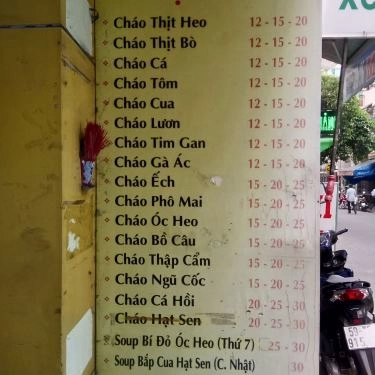 XÔ
Cháo Thịt Heo 12 - 15 - 20
Cháo Thịt Bò 12 - 15 - 20
Cháo Cá 12 - 15 - 20
Cháo Tôm 12 - 15 - 20
Cháo Cua 12 - 15 - 20
Cháo Lươn 12 - 15 - 20
Cháo Tim Gan 12 - 15 - 20
Cháo Gà Ác 12 - 15 - 20
Cháo Ếch 15 - 20 - 25
Cháo Phô Mai 15 - 20 - 25
Cháo Óc Heo 15 - 20 - 25
Cháo Bồ Câu 15 - 20 - 25
Cháo Thập Cẩm 15 - 20 - 25
Cháo Ngũ Cốc 15 - 20 - 25
Cháo Cá Hồi 20 - 25 - 30
Cháo Hạt Sen 20 - 25 - 30
Soup Bí Đỏ Óc Heo (Thứ 7) 25 - 30
Soup Bắp Cua Hạt Sen (C. Nhật) 30